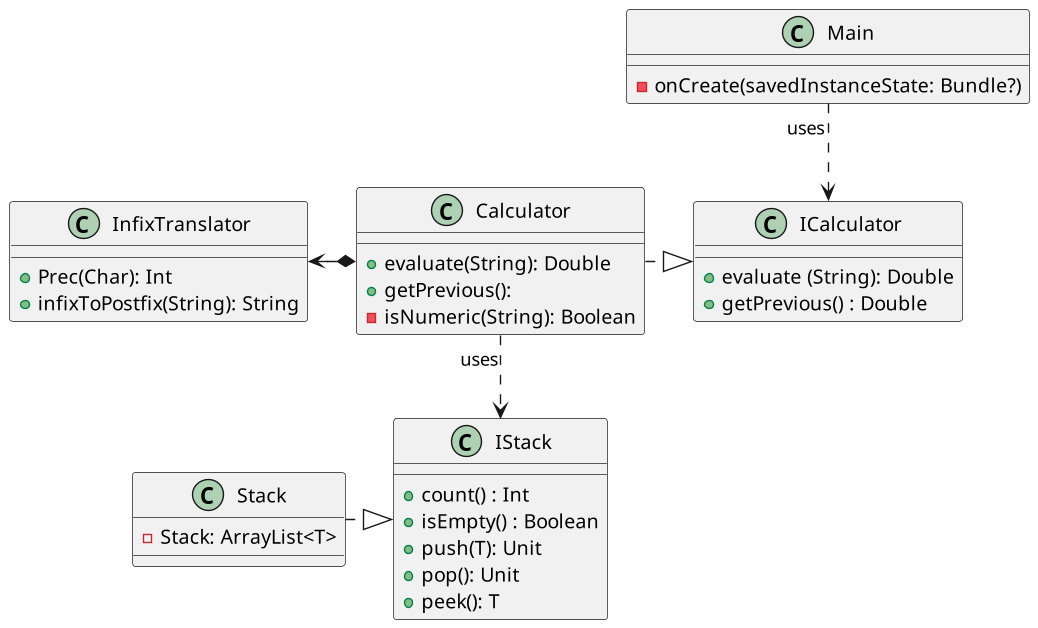 C Main
onCreate(savedInstanceState: Bundle?)
uses
C InfixTranslator
Prec(Char): Int
infixToPostfix(String): String
C Calculator
evaluate(String): Double
getPrevious():
isNumeric(String): Boolean
C ICalculator
evaluate (String): Double
getPrevious() : Double
uses
C Stack
Stack: ArrayList<T>
C IStack
count() : Int
isEmpty() : Boolean
push(T): Unit
pop(): Unit
peek(): T